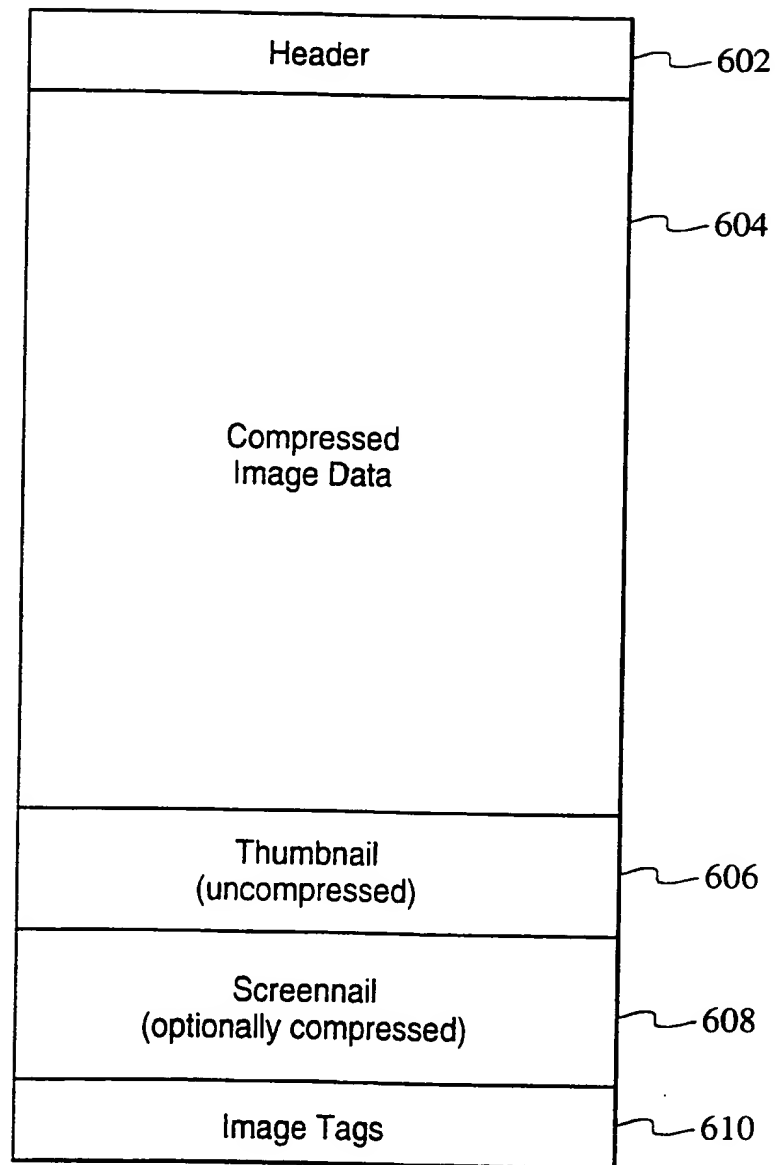 Header
602
604
Compressed
Image Data
Thumbnail
(uncompressed)
606
Screennail
(optionally compressed)
608
Image Tags
610